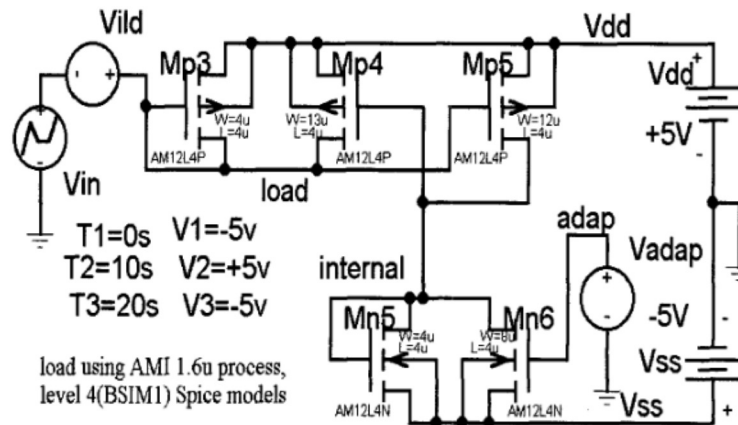 Vild
Vdd
Mp3
Mp4
Mp5
Vdd
+
-
+
W=4u
L=4u
W=13u
L=4u
W=12u
L=4u
+5V
AM12L4P
AM12L4P
AM12L4P
-
Vin
load
adap
T1=0s V1=-5v
Vadap
T2=10s V2=+5v
internal
+
T3=20s V3=-5v
Mn5
Mn6
-5V
-
W=4u
L=4u
W=8u
L=4u
-
load using AMI 1.6u process,
level 4(BSIM1) Spice models
Vss
AM12L4N
AM12L4N
Vss
+